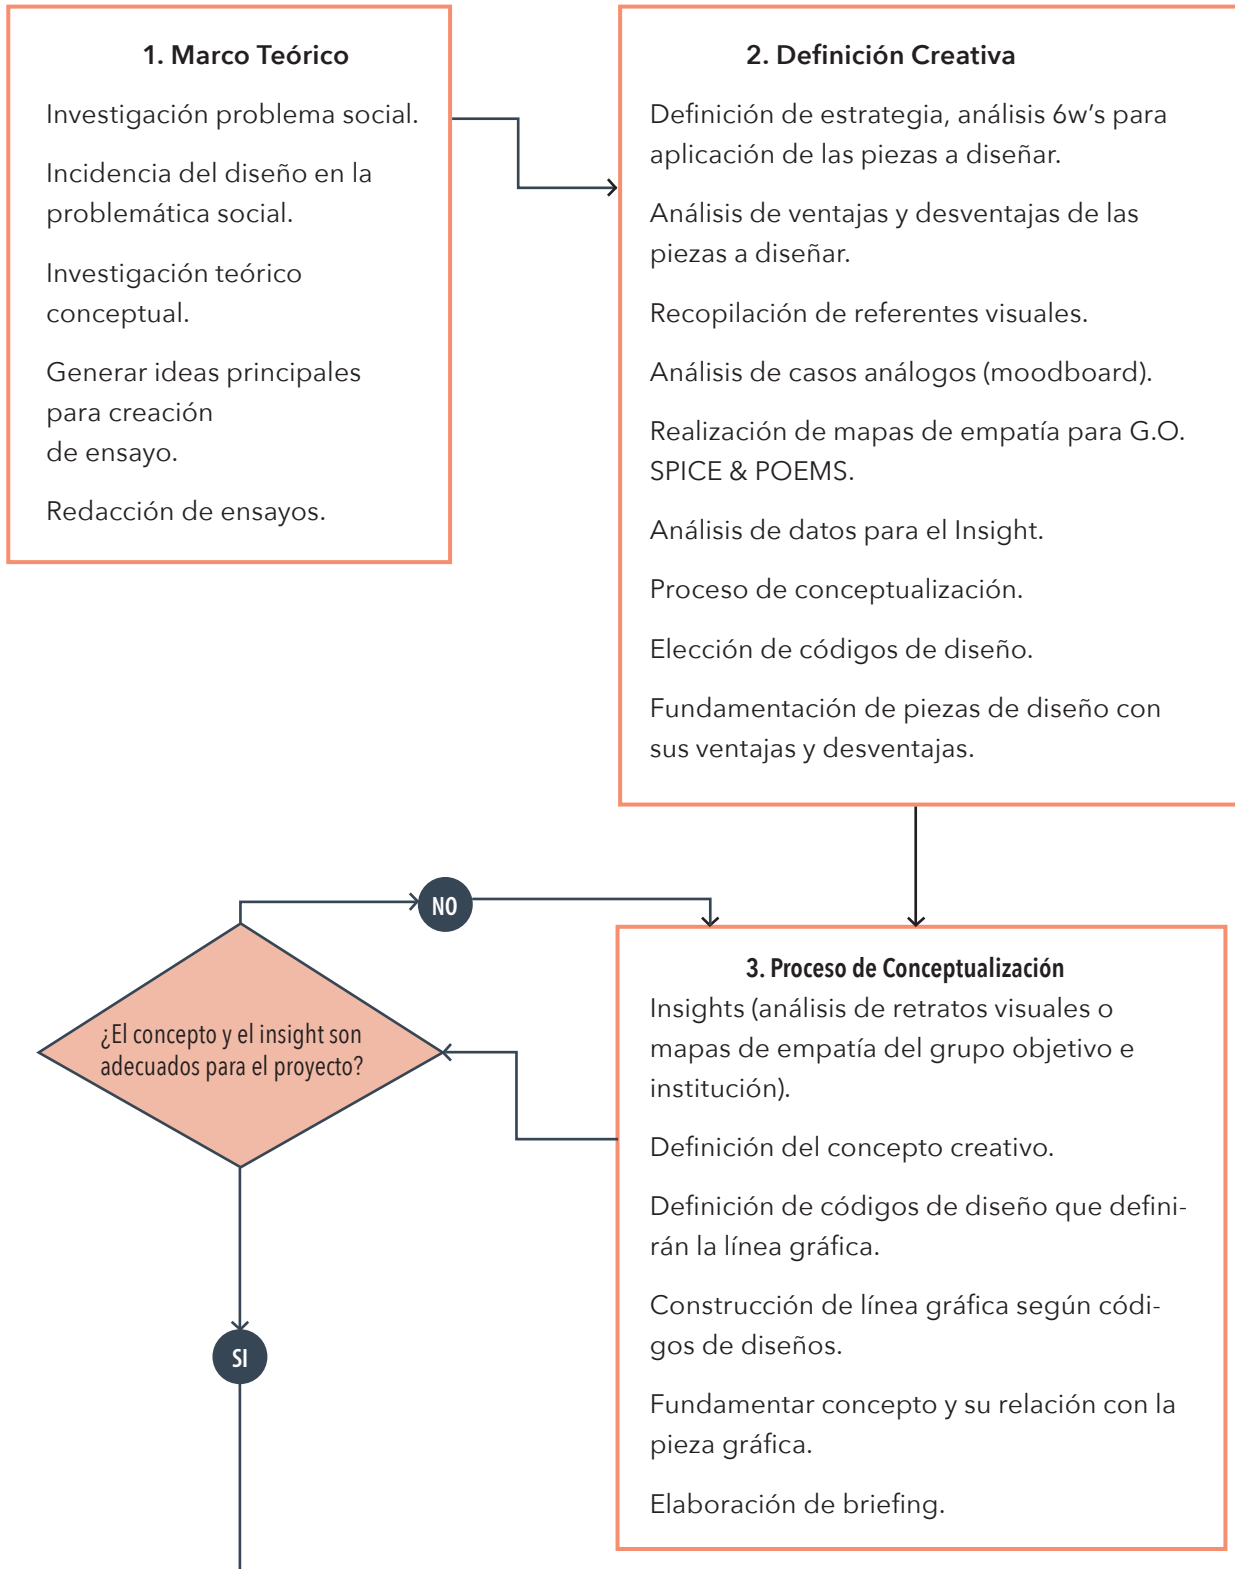 1. Marco Teórico
Investigación problema social.
Incidencia del diseño en la
problemática social.
Investigación teórico
conceptual.
Generar ideas principales
para creación
de ensayo.
Redacción de ensayos.
2. Definición Creativa
Definición de estrategia, análisis 6w's para
aplicación de las piezas a diseñar.
Análisis de ventajas y desventajas de las
piezas a diseñar.
Recopilación de referentes visuales.
Análisis de casos análogos (moodboard).
Realización de mapas de empatía para G.O.
SPICE & POEMS.
Análisis de datos para el Insight.
Proceso de conceptualización.
Elección de códigos de diseño.
Fundamentación de piezas de diseño con
sus ventajas y desventajas.
3. Proceso de Conceptualización
Insights (análisis de retratos visuales o
mapas de empatía del grupo objetivo e
institución).
Definición del concepto creativo.
Definición de códigos de diseño que defini-
rán la línea gráfica.
Construcción de línea gráfica según códi-
gos de diseños.
Fundamentar concepto y su relación con la
pieza gráfica.
Elaboración de briefing.
¿El concepto y el insight son
adecuados para el proyecto?
NO
SI